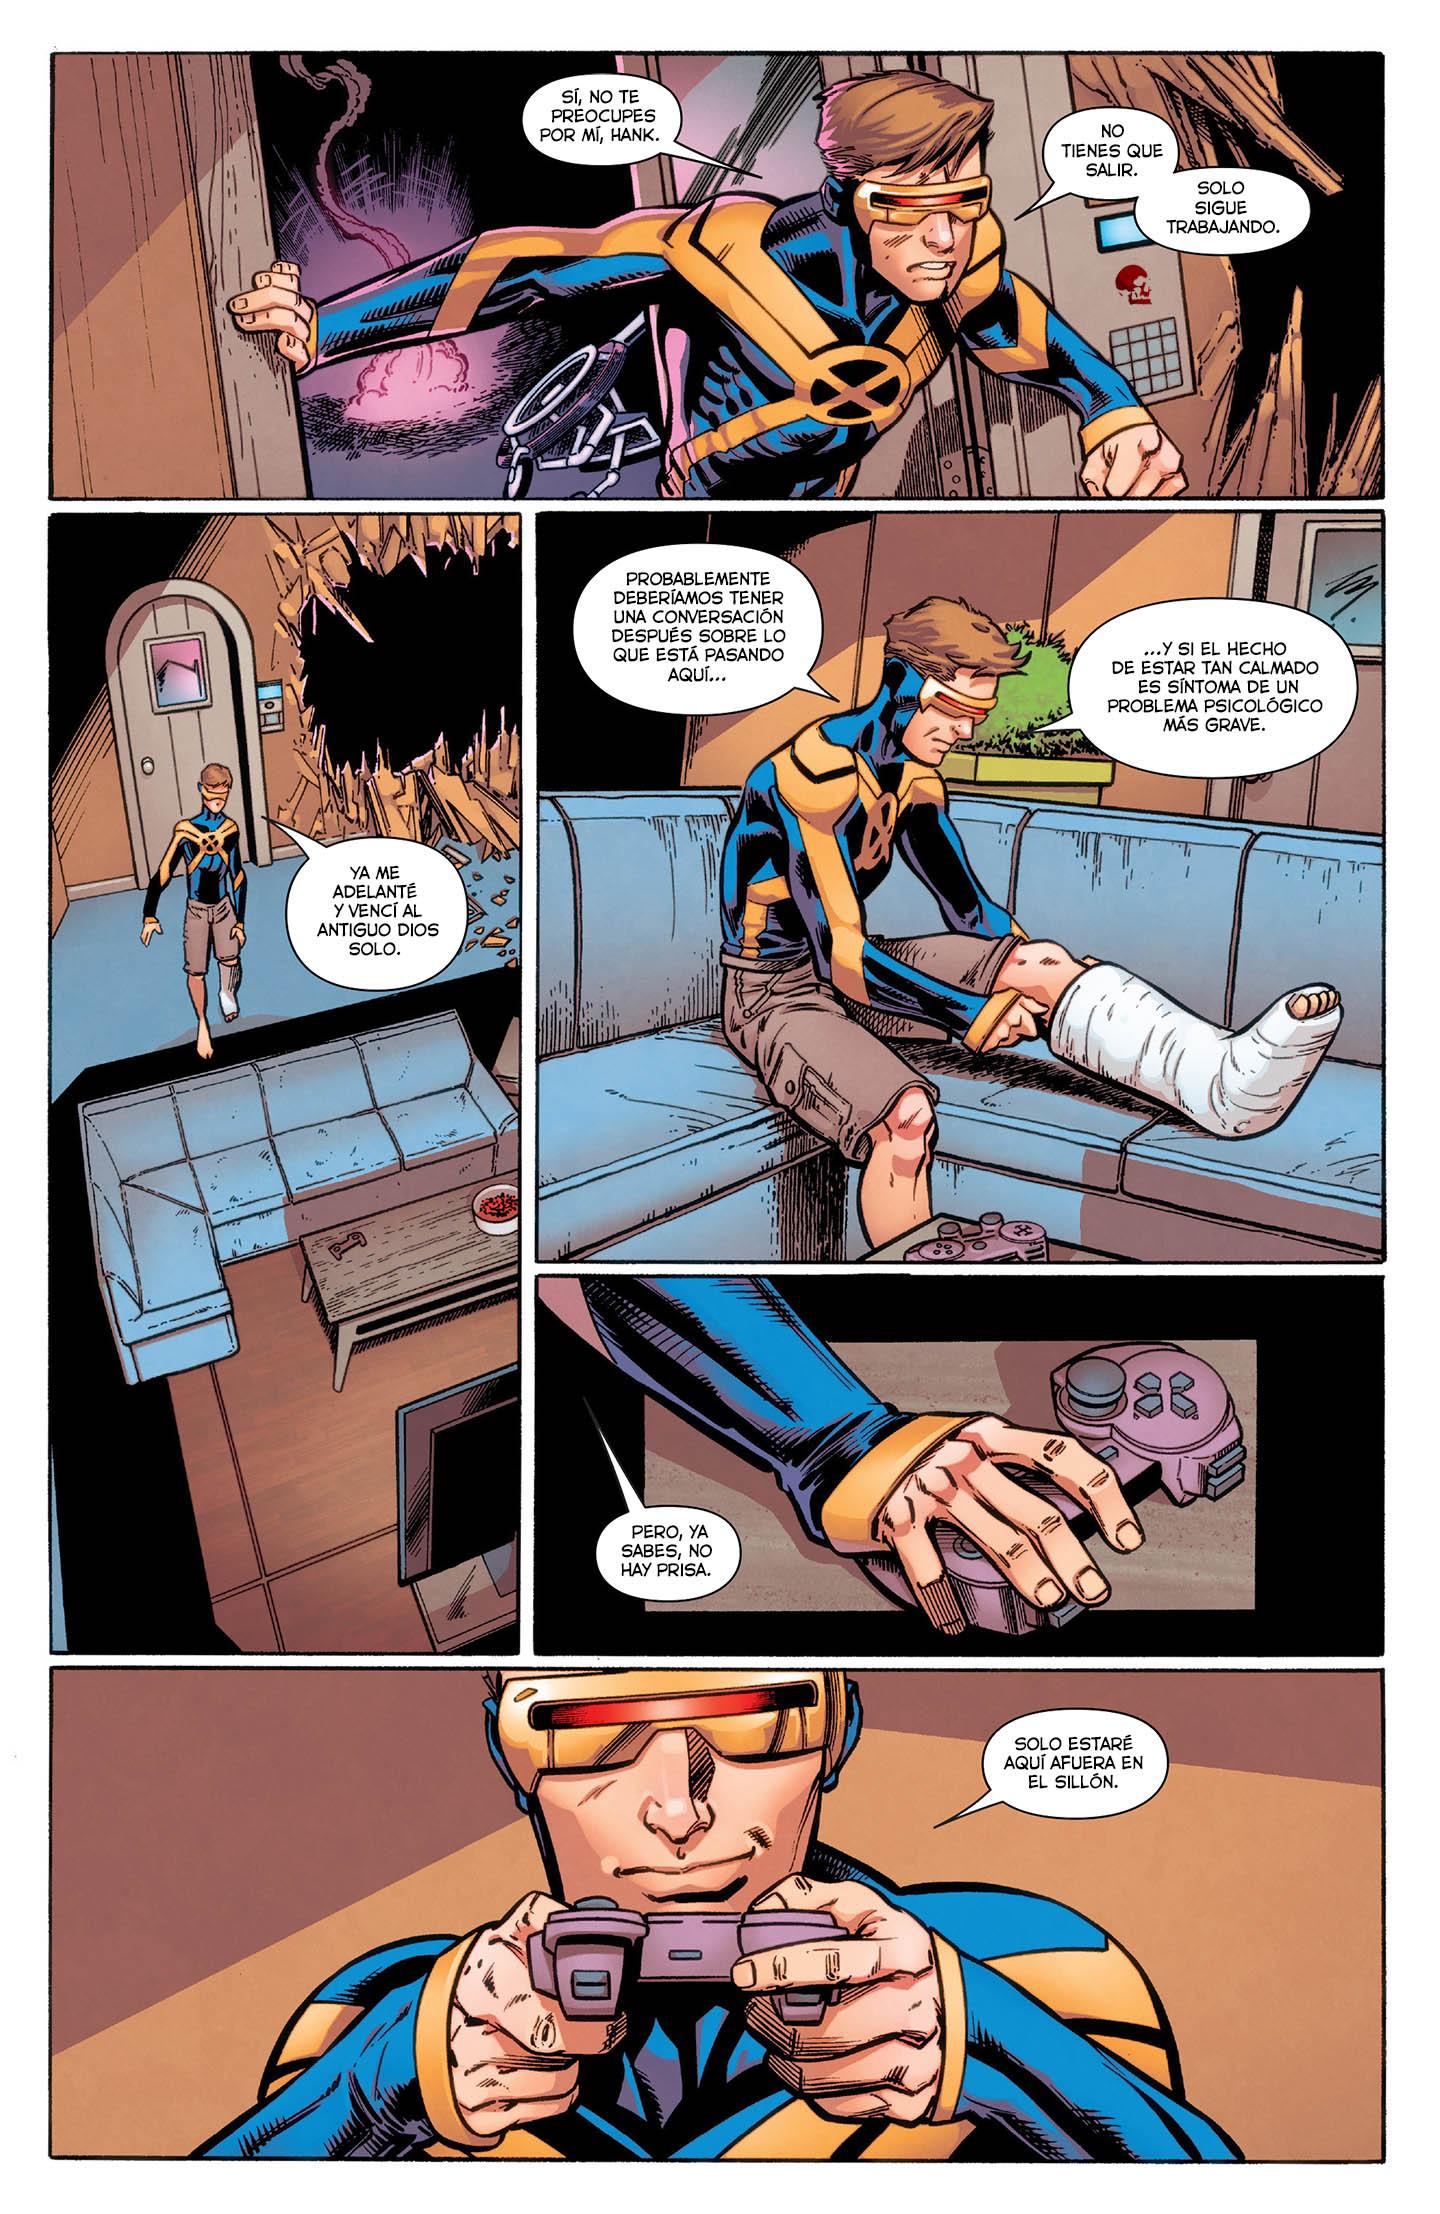 SÍ, NO TE
PREOCUPES
POR MÍ, HANK.
NO
TIENES QUE
SALIR.
SOLO
SIGUE
TRABAJANDO.
YA ME
ADELANTÉ
Y VENCÍ AL
ANTIGUO DIOS
SOLO.
PROBABLEMENTE
DEBERÍAMOS TENER
UNA CONVERSACIÓN
DESPUÉS SOBRE LO
QUE ESTÁ PASANDO
AQUÍ...
...Y SI EL HECHO
DE ESTAR TAN CALMADO
ES SÍNTOMA DE UN
PROBLEMA PSICOLÓGICO
MÁS GRAVE.
PERO, YA
SABES, NO
HAY PRISA.
SOLO ESTARÉ
AQUÍ AFUERA EN
EL SILLÓN.